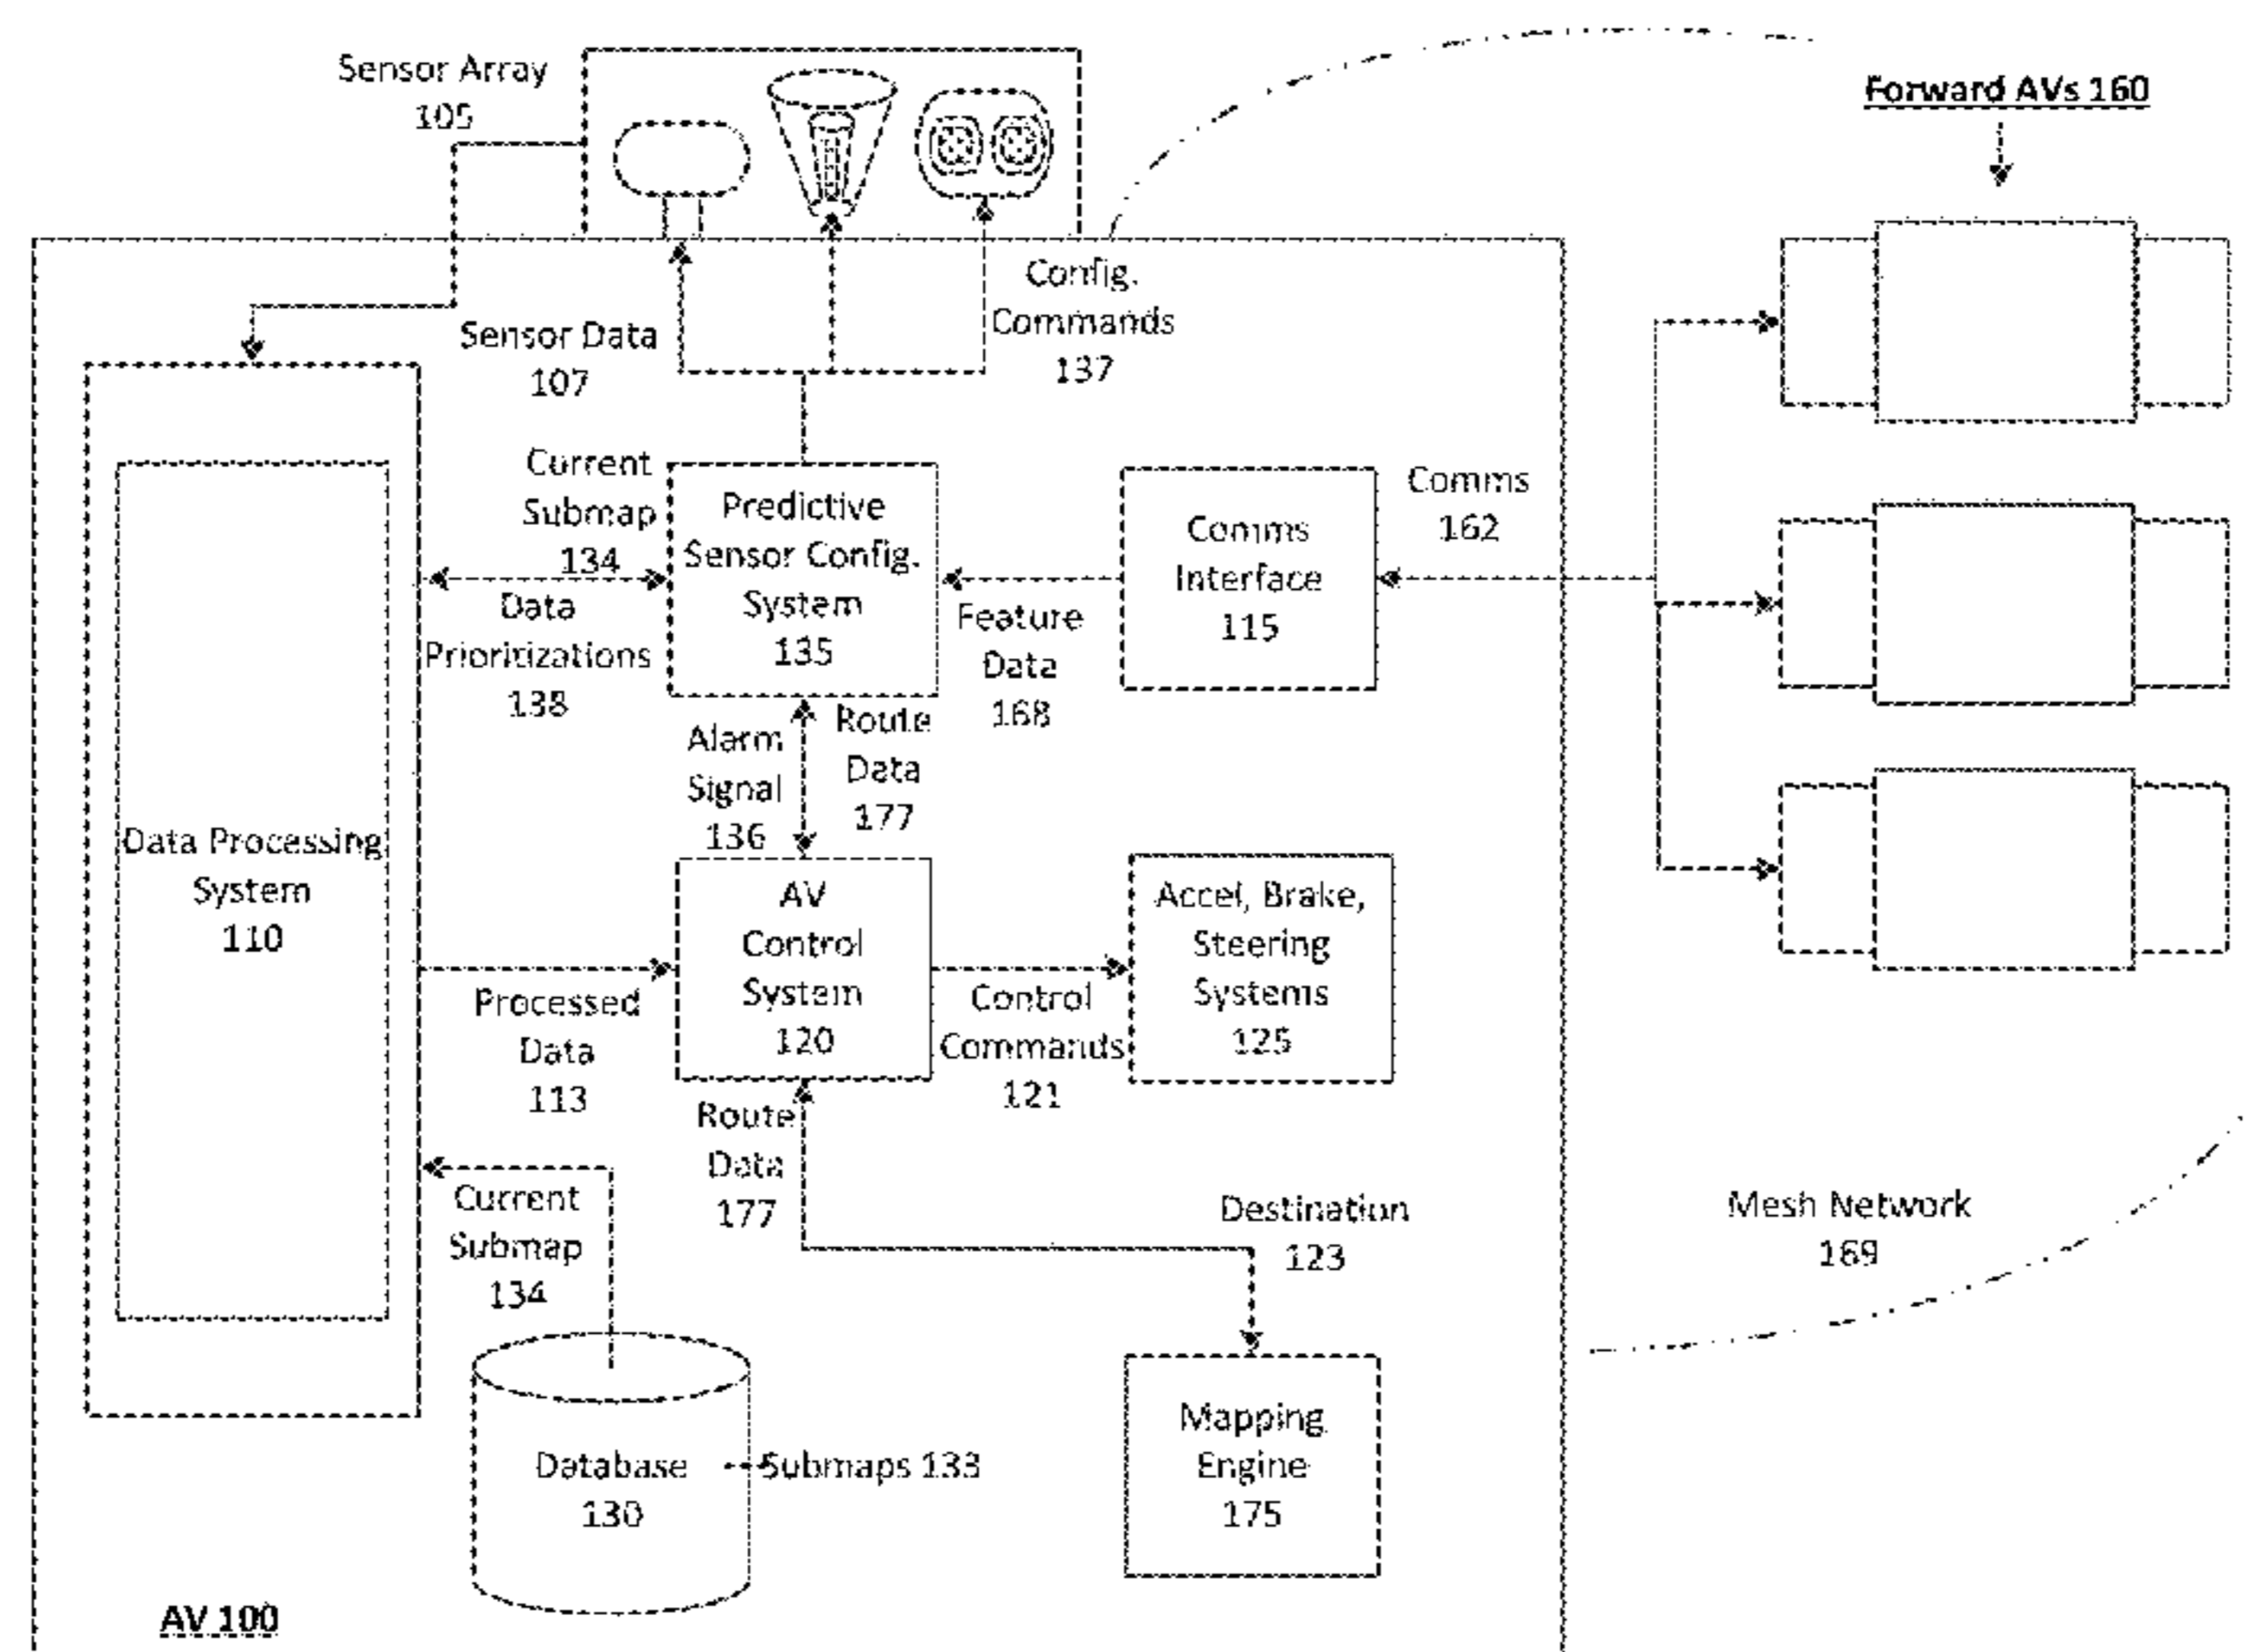 Sensor Array
105
Forward AVs 160
Config.
Commands
137
Sensor Data
107
Current
Submap
134
Data
Prioritizations
138
Predictive
Sensor Config.
System
135
Feature
Data
168
Comms
Interface
115
Comms
162
Alarm
Signal
136
Route
Data
177
Data Processing
System
110
Processed
Data
113
AV
Control
System
120
Control
Commands
121
Accel, Brake,
Steering
Systems
125
Route
Data
177
Current
Submap
134
Destination
123
Mesh Network
169
Database
130
Submaps 133
Mapping
Engine
175
AV 100